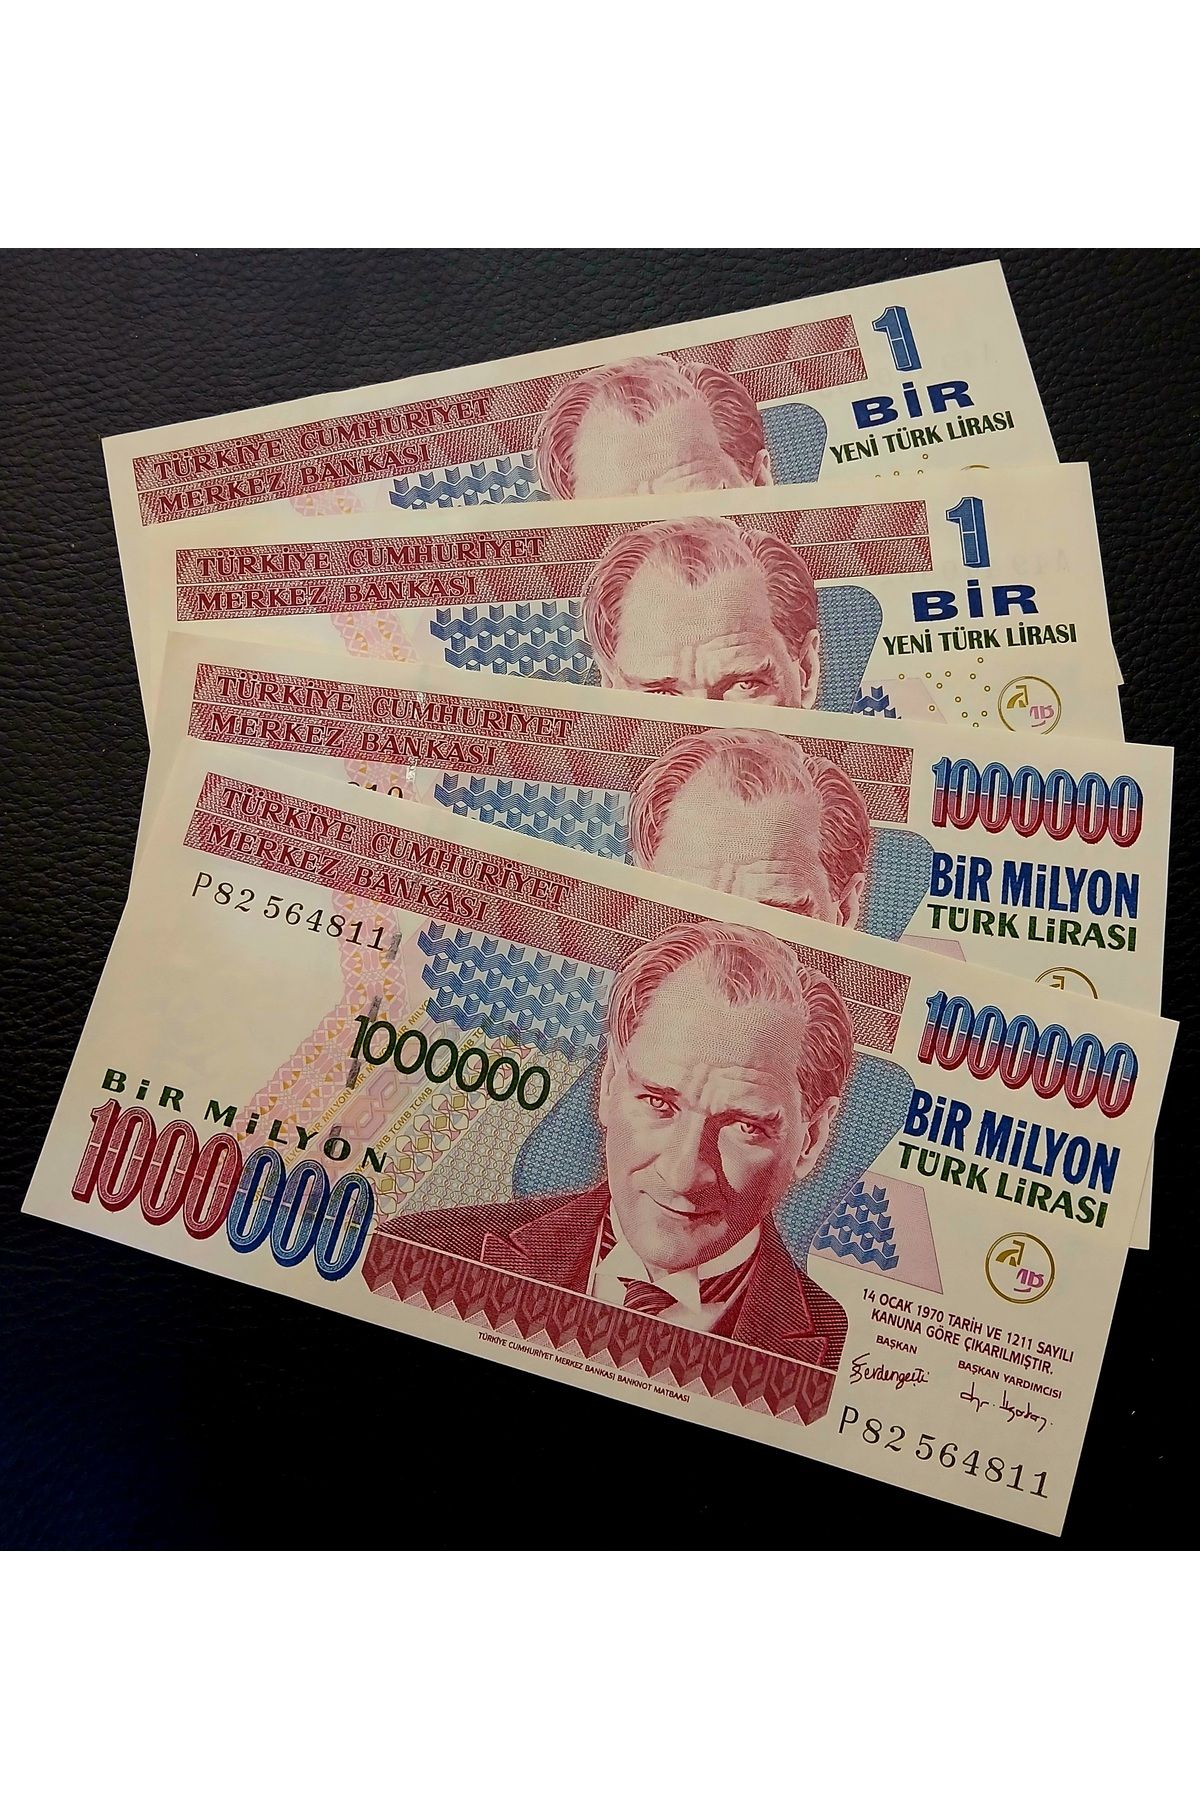 TÜRKİYE CUMHURİYET
MERKEZ BANKASI
1
BİR
YENİ TÜRK LİRASI
TÜRKİYE CUMHURİYET
MERKEZ BANKASI
1
BİR
YENİ TÜRK LİRASI
TÜRKİYE CUMHURİYET
MERKEZ BANKASI
1000000
BİR MİLYON
TÜRK LİRASI
TÜRKİYE CUMHURİYET
MERKEZ BANKASI
P82 564811
1000000
BİR MİLYON
TÜRK LİRASI
1000000
BİR MİLYON
1000000
14 OCAK 1970 TARİH VE 1211 SAYILI
KANUNA GÖRE ÇIKARILMIŞTIR.
BAŞKAN
BAŞKAN YARDIMCISI
TÜRKİYE CUMHURİYET MERKEZ BANKASI BANKNOT MATBAASI
P82 564811